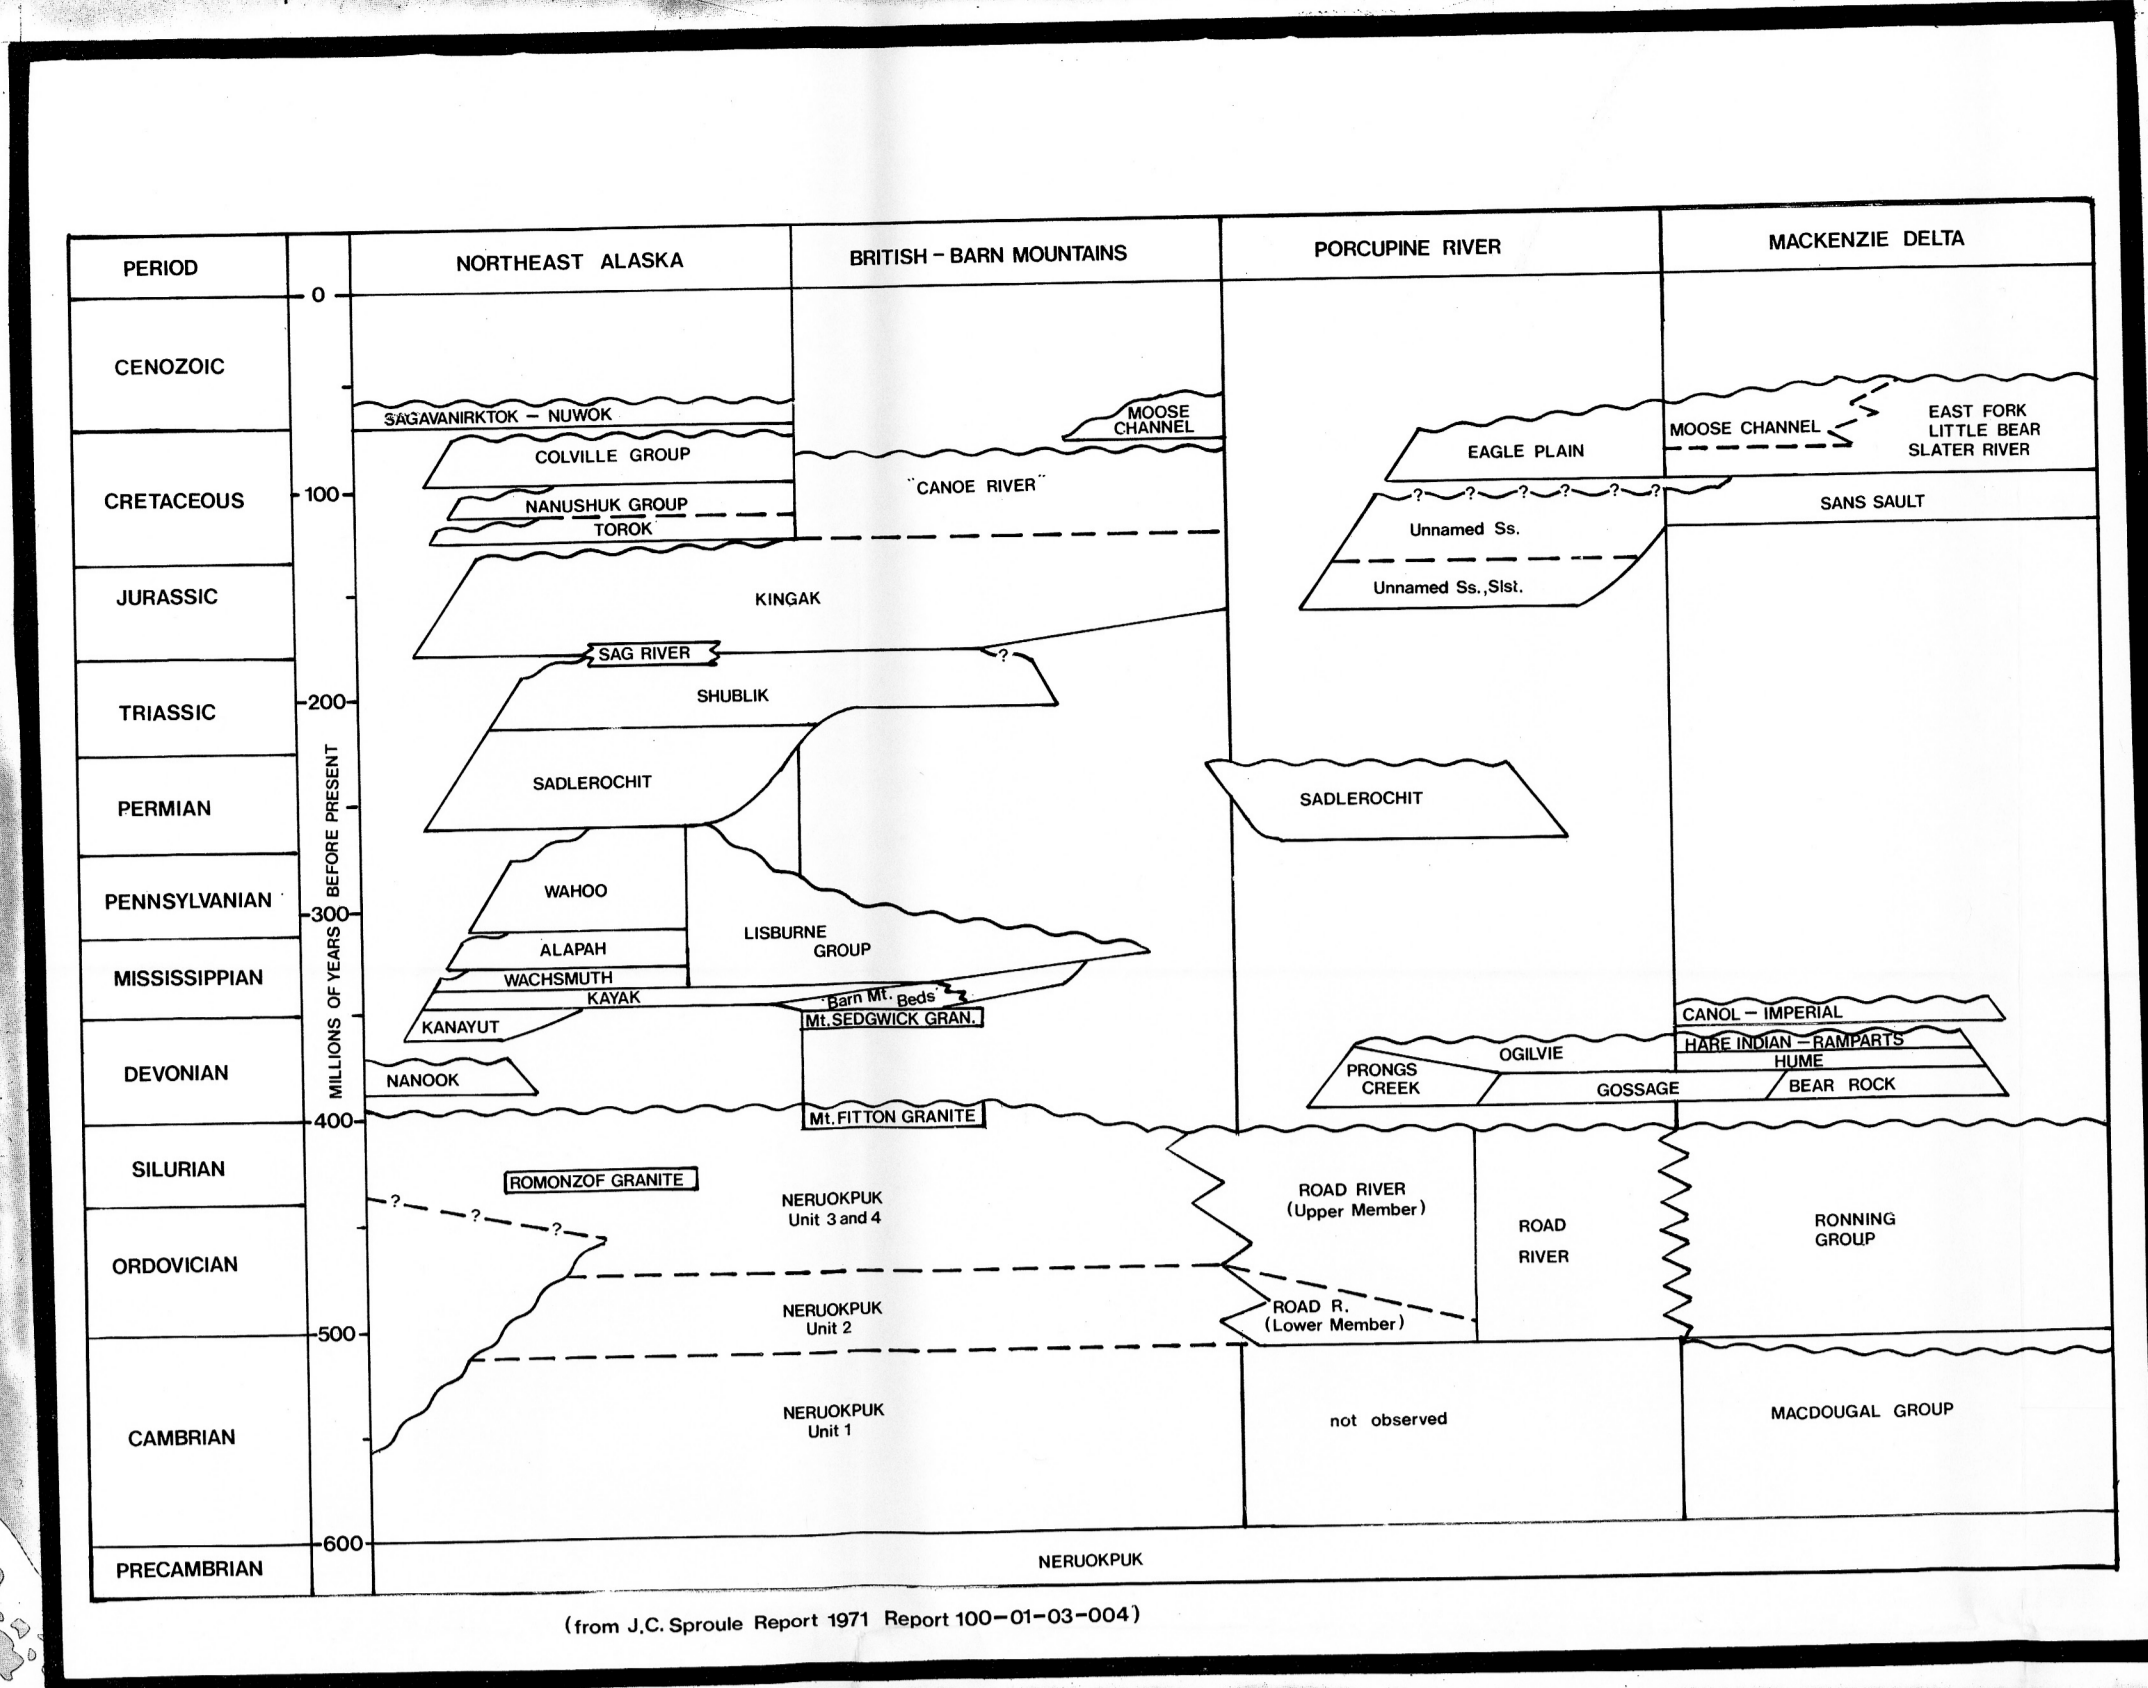 PERIOD
NORTHEAST ALASKA
BRITISH – BARN MOUNTAINS
PORCUPINE RIVER
MACKENZIE DELTA
0
CENOZOIC
SAGAVANIRKTOK – NUWOK
MOOSE
CHANNEL
MOOSE CHANNEL
EAST FORK
LITTLE BEAR
SLATER RIVER
COLVILLE GROUP
EAGLE PLAIN
CRETACEOUS
100
"CANOE RIVER"
NANUSHUK GROUP
? ? ? ? ? ?
SANS SAULT
TOROK
Unnamed Ss.
JURASSIC
KINGAK
Unnamed Ss., Slst.
SAG RIVER
?
TRIASSIC
200
SHUBLIK
MILLIONS OF YEARS BEFORE PRESENT
PERMIAN
SADLEROCHIT
SADLEROCHIT
PENNSYLVANIAN
300
WAHOO
LISBURNE
GROUP
ALAPAH
MISSISSIPPIAN
WACHSMUTH
KAYAK
"Barn Mt. Beds"
KANAYUT
Mt. SEDGWICK GRAN.
CANOL – IMPERIAL
HARE INDIAN – RAMPARTS
HUME
OGILVIE
DEVONIAN
NANOOK
PRONGS
CREEK
GOSSAGE
BEAR ROCK
400
Mt. FITTON GRANITE
SILURIAN
ROMONZOF GRANITE
? ? ?
NERUOKPUK
Unit 3 and 4
ROAD RIVER
(Upper Member)
ROAD
RIVER
RONNING
GROUP
ORDOVICIAN
NERUOKPUK
Unit 2
ROAD R.
(Lower Member)
500
CAMBRIAN
NERUOKPUK
Unit 1
not observed
MACDOUGAL GROUP
600
PRECAMBRIAN
NERUOKPUK
(from J.C. Sproule Report 1971 Report 100–01–03–004)